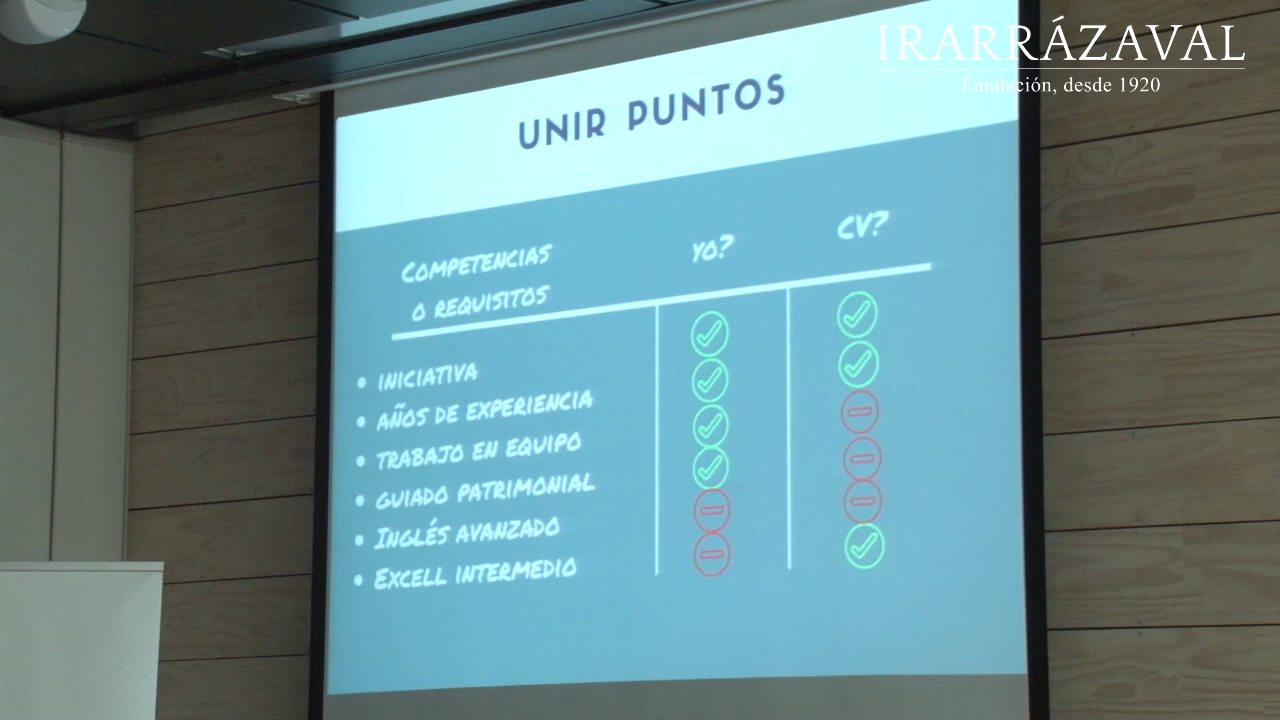 IRARRÁZAVAL
Fundación, desde 1920
UNIR PUNTOS
COMPETENCIAS
O REQUISITOS
YO?
CV?
• INICIATIVA
• AÑOS DE EXPERIENCIA
• TRABAJO EN EQUIPO
• GUIADO PATRIMONIAL
• INGLÉS AVANZADO
• EXCELL INTERMEDIO